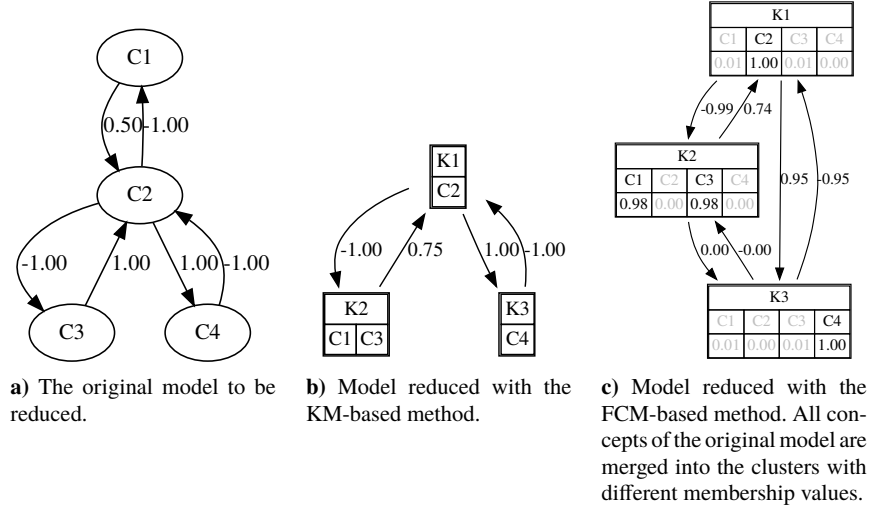 C1
0.50 -1.00
C2
-1.00 1.00 1.00 -1.00
C3 C4
a) The original model to be
reduced.
K1
C2
-1.00 0.75 1.00 -1.00
K2 K3
C1 C3 C4
b) Model reduced with the
KM-based method.
K1
C1 C2 C3 C4
0.01 1.00 0.01 0.00
-0.99 0.74
K2
C1 C2 C3 C4
0.98 0.00 0.98 0.00
0.95 -0.95
0.00 -0.00
K3
C1 C2 C3 C4
0.01 0.00 0.01 1.00
c) Model reduced with the
FCM-based method. All con-
cepts of the original model are
merged into the clusters with
different membership values.